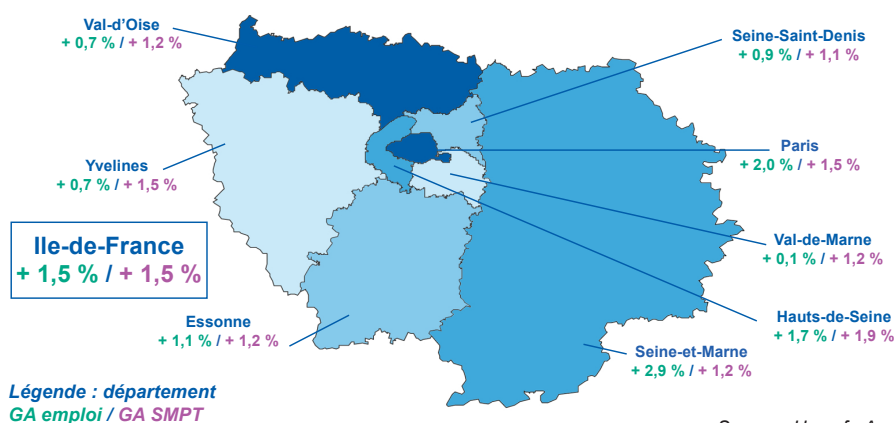 Val-d'Oise
+ 0,7 % / + 1,2 %
Seine-Saint-Denis
+ 0,9 % / + 1,1 %
Paris
+ 2,0 % / + 1,5 %
Yvelines
+ 0,7 % / + 1,5 %
Ile-de-France
+ 1,5 % / + 1,5 %
Val-de-Marne
+ 0,1 % / + 1,2 %
Essonne
+ 1,1 % / + 1,2 %
Hauts-de-Seine
+ 1,7 % / + 1,9 %
Seine-et-Marne
+ 2,9 % / + 1,2 %
Légende : département
GA emploi / GA SMPT